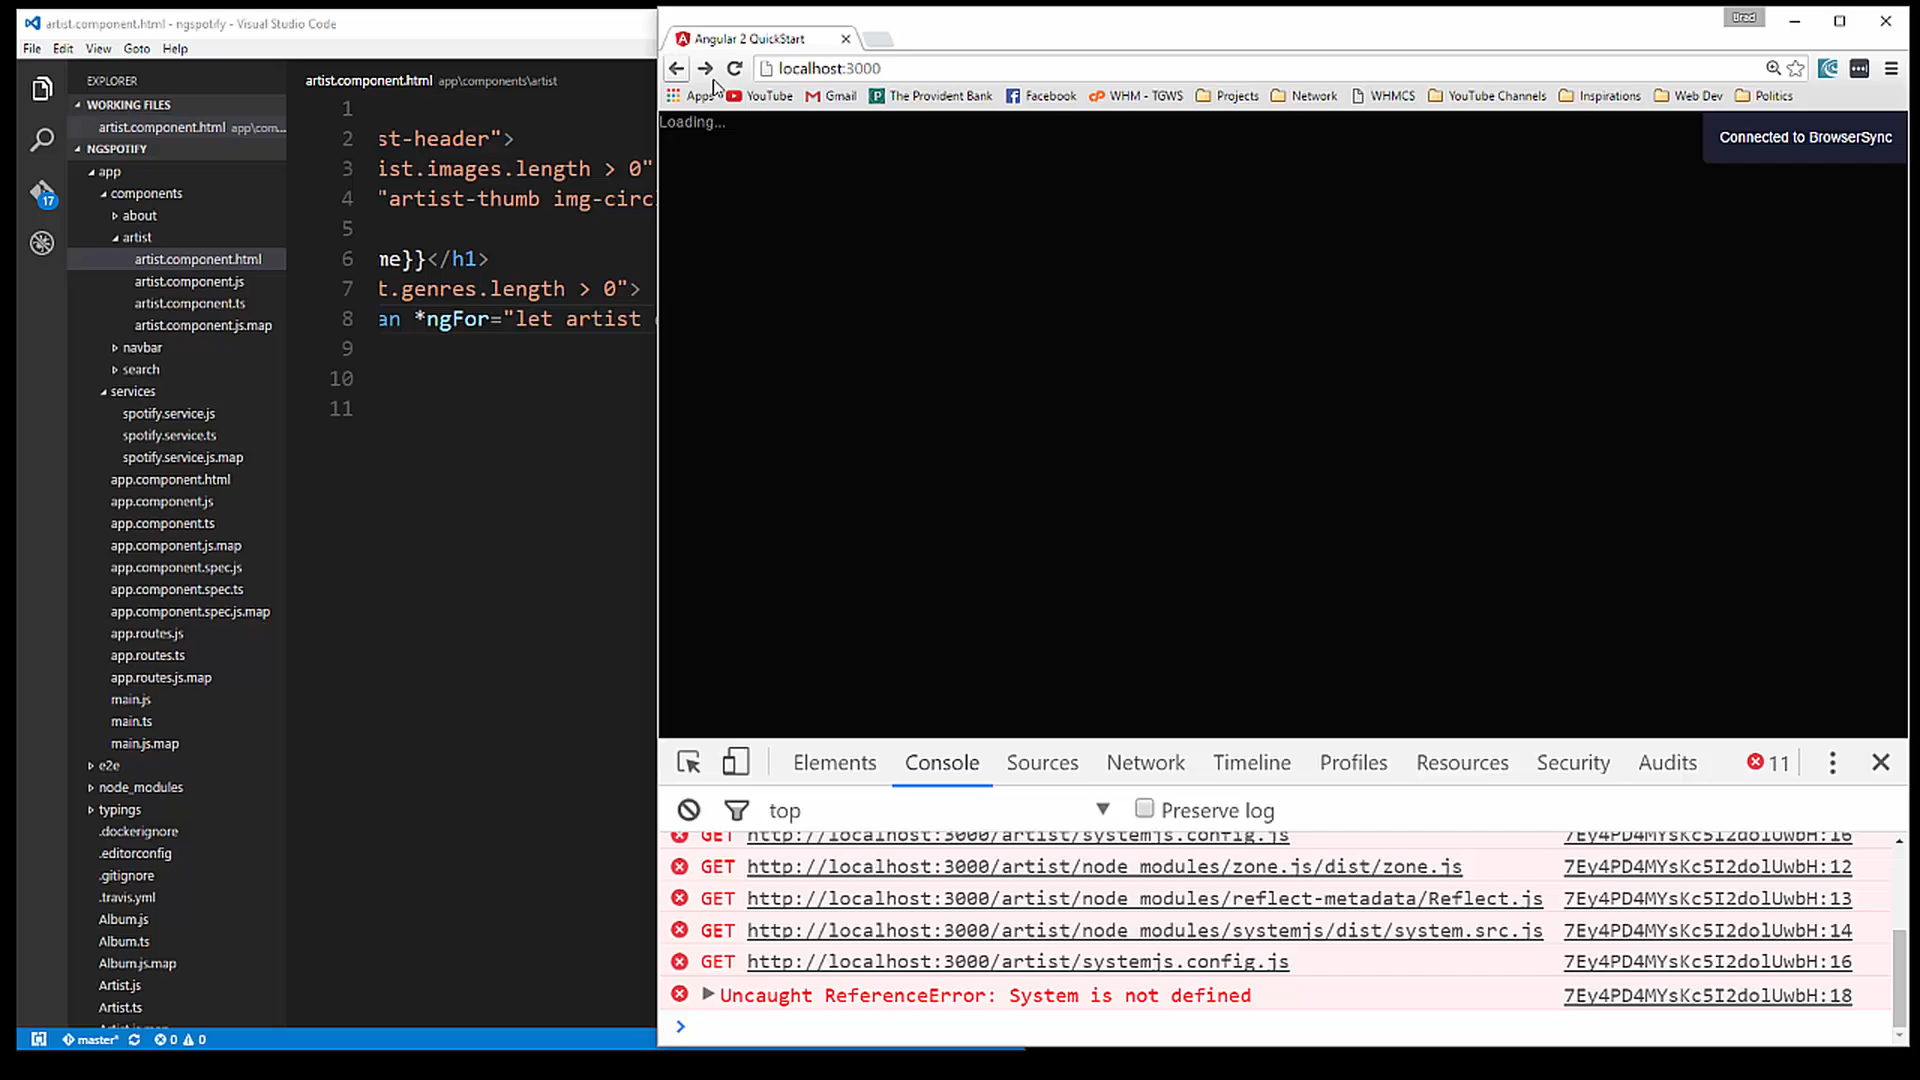 artist.component.html - ngspotify - Visual Studio Code
File Edit View Goto Help
EXPLORER
WORKING FILES
artist.component.html app\com...
NGSPOTIFY
app
components
about
artist
artist.component.html
artist.component.js
artist.component.ts
artist.component.js.map
navbar
search
services
spotify.service.js
spotify.service.ts
spotify.service.js.map
app.component.html
app.component.js
app.component.ts
app.component.js.map
app.component.spec.js
app.component.spec.ts
app.component.spec.js.map
app.routes.js
app.routes.ts
app.routes.js.map
main.js
main.ts
main.js.map
e2e
node_modules
typings
.dockerignore
.editorconfig
.gitignore
.travis.yml
Album.js
Album.ts
Album.js.map
Artist.js
Artist.ts
17
master* 0 0
artist.component.html app\components\artist
1
2 st-header">
3 ist.images.length > 0"
4 "artist-thumb img-circ
5
6 me}}</h1>
7 t.genres.length > 0">
8 an *ngFor="let artist
9
10
11
Brad
Angular 2 QuickStart
localhost:3000
Apps YouTube Gmail The Provident Bank Facebook WHM - TGWS Projects Network WHMCS YouTube Channels Inspirations Web Dev Politics
Loading...
Connected to BrowserSync
Elements Console Sources Network Timeline Profiles Resources Security Audits 11
top Preserve log
GET http://localhost:3000/artist/systemjs.config.js 7Ey4PD4MYsKc5I2dolUwbH:16
GET http://localhost:3000/artist/node_modules/zone.js/dist/zone.js 7Ey4PD4MYsKc5I2dolUwbH:12
GET http://localhost:3000/artist/node_modules/reflect-metadata/Reflect.js 7Ey4PD4MYsKc5I2dolUwbH:13
GET http://localhost:3000/artist/node_modules/systemjs/dist/system.src.js 7Ey4PD4MYsKc5I2dolUwbH:14
GET http://localhost:3000/artist/systemjs.config.js 7Ey4PD4MYsKc5I2dolUwbH:16
Uncaught ReferenceError: System is not defined 7Ey4PD4MYsKc5I2dolUwbH:18